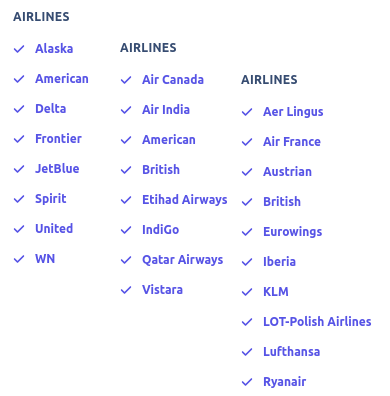 AIRLINES
Alaska
American
Delta
Frontier
JetBlue
Spirit
United
WN
AIRLINES
Air Canada
Air India
American
British
Etihad Airways
IndiGo
Qatar Airways
Vistara
AIRLINES
Aer Lingus
Air France
Austrian
British
Eurowings
Iberia
KLM
LOT-Polish Airlines
Lufthansa
Ryanair